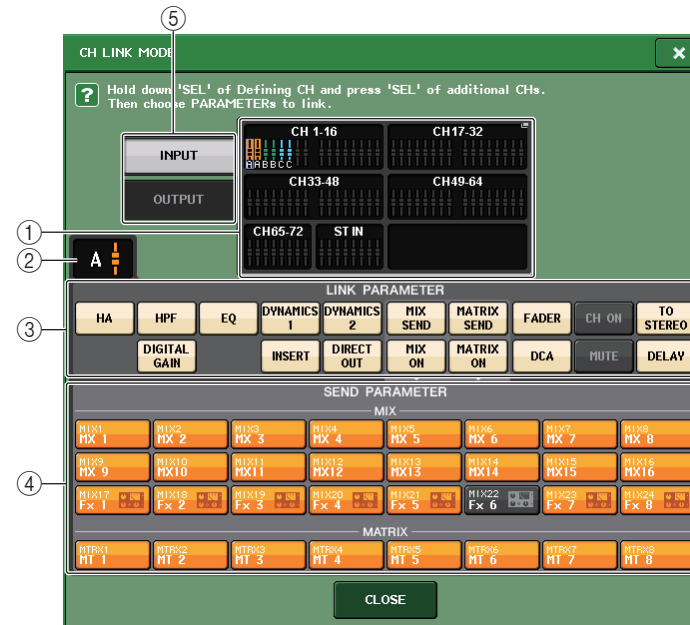 5
CH LINK MODE
×
? Hold down 'SEL' of Defining CH and press 'SEL' of additional CHs.
Then choose PARAMETERs to link.
INPUT
OUTPUT
CH 1-16
CH17-32
AABBCC
CH33-48
CH49-64
CH65-72
ST IN
1
2
A
LINK PARAMETER
3
HA HPF EQ DYNAMICS 1 DYNAMICS 2 MIX SEND MATRIX SEND FADER CH ON TO STEREO
DIGITAL GAIN INSERT DIRECT OUT MIX ON MATRIX ON DCA MUTE DELAY
SEND PARAMETER
MIX
4
MIX1 MIX2 MIX3 MIX4 MIX5 MIX6 MIX7 MIX8
MX 1 MX 2 MX 3 MX 4 MX 5 MX 6 MX 7 MX 8
MIX9 MIX10 MIX11 MIX12 MIX13 MIX14 MIX15 MIX16
MX 9 MX10 MX11 MX12 MX13 MX14 MX15 MX16
MIX17 MIX18 MIX19 MIX20 MIX21 MIX22 MIX23 MIX24
Fx 1 Fx 2 Fx 3 Fx 4 Fx 5 Fx 6 Fx 7 Fx 8
MATRIX
MTRX1 MTRX2 MTRX3 MTRX4 MTRX5 MTRX6 MTRX7 MTRX8
MT 1 MT 2 MT 3 MT 4 MT 5 MT 6 MT 7 MT 8
CLOSE